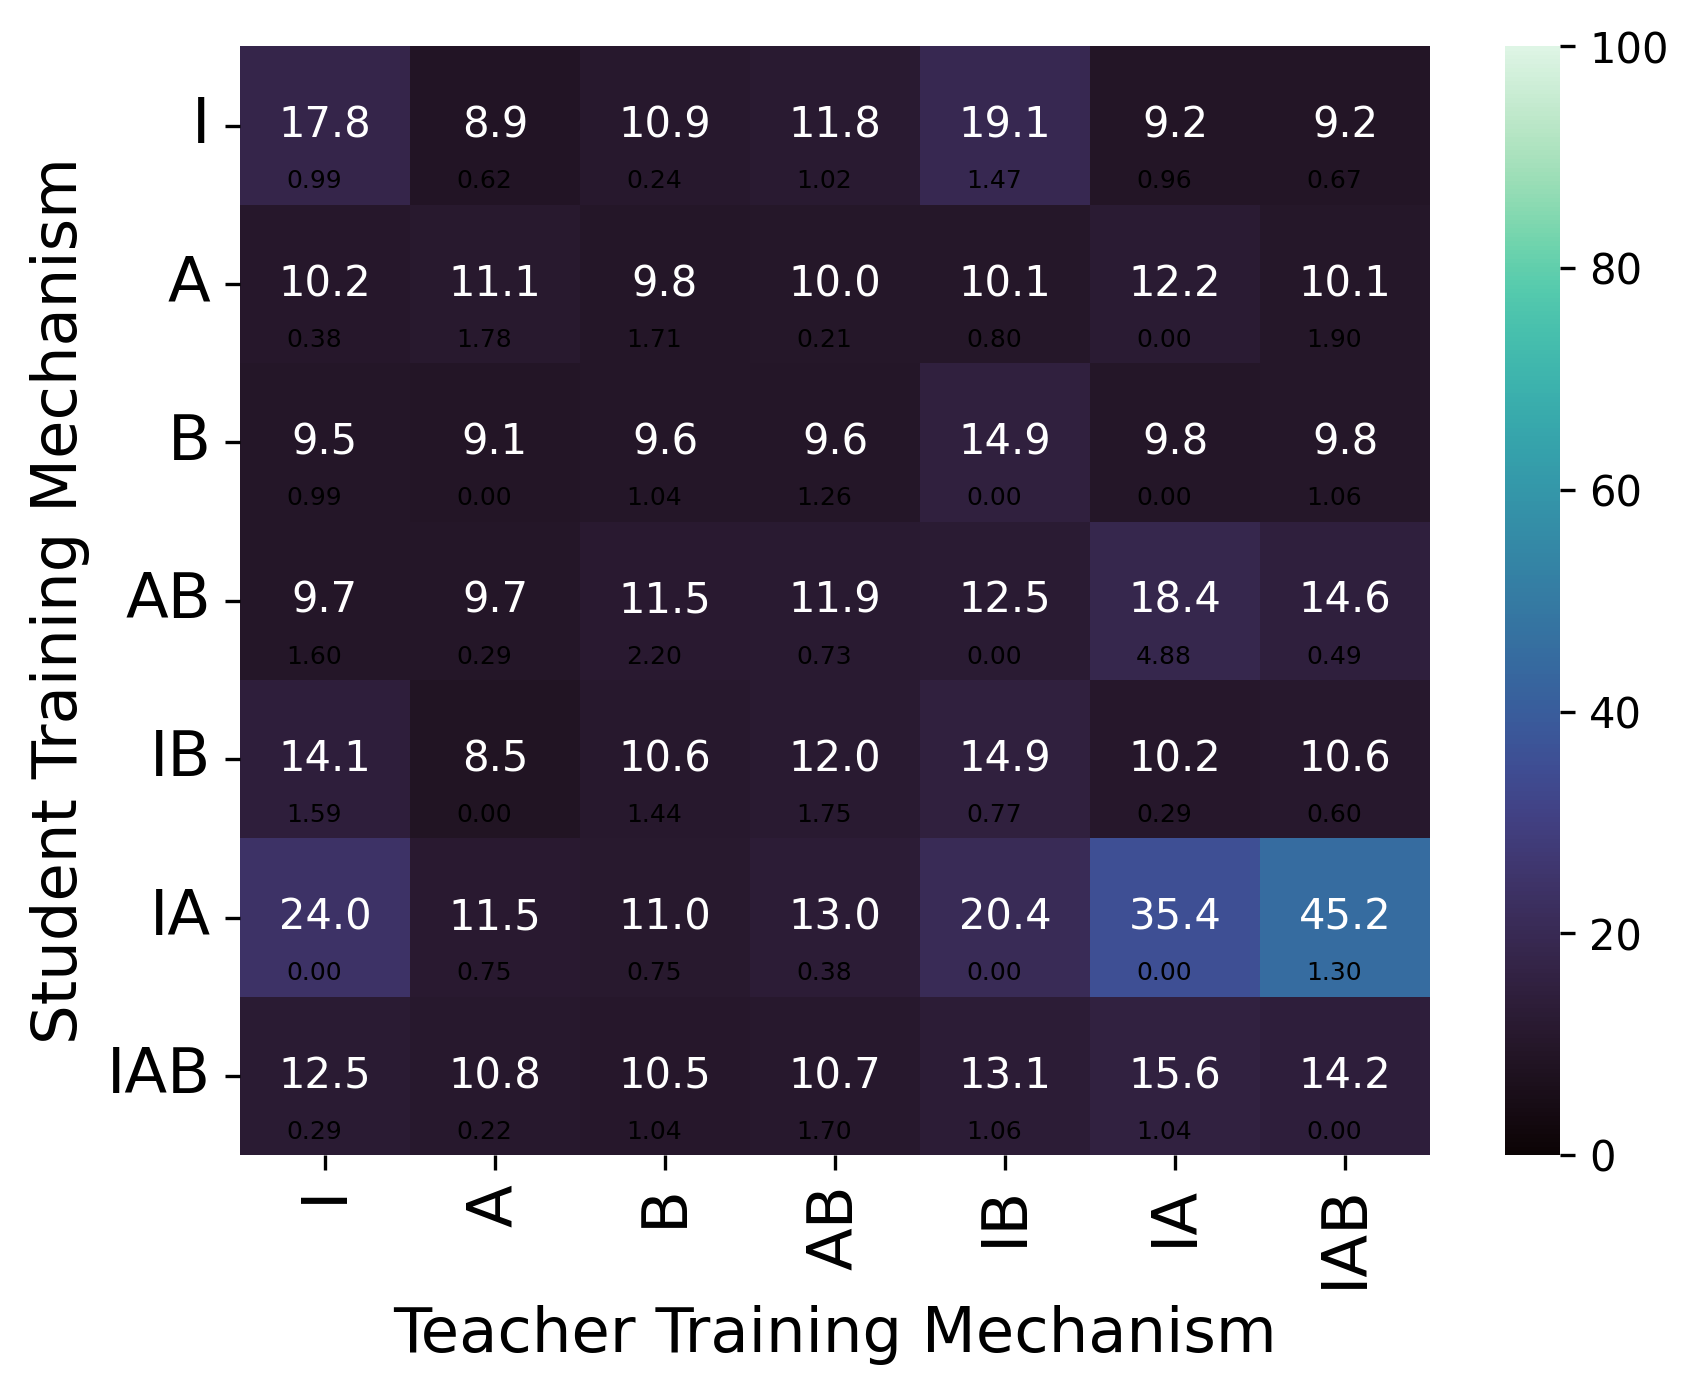 Student Training Mechanism
I 17.8 8.9 10.9 11.8 19.1 9.2 9.2
0.99 0.62 0.24 1.02 1.47 0.96 0.67
A 10.2 11.1 9.8 10.0 10.1 12.2 10.1
0.38 1.78 1.71 0.21 0.80 0.00 1.90
B 9.5 9.1 9.6 9.6 14.9 9.8 9.8
0.99 0.00 1.04 1.26 0.00 0.00 1.06
AB 9.7 9.7 11.5 11.9 12.5 18.4 14.6
1.60 0.29 2.20 0.73 0.00 4.88 0.49
IB 14.1 8.5 10.6 12.0 14.9 10.2 10.6
1.59 0.00 1.44 1.75 0.77 0.29 0.60
IA 24.0 11.5 11.0 13.0 20.4 35.4 45.2
0.00 0.75 0.75 0.38 0.00 0.00 1.30
IAB 12.5 10.8 10.5 10.7 13.1 15.6 14.2
0.29 0.22 1.04 1.70 1.06 1.04 0.00
I A B AB IB IA IAB
Teacher Training Mechanism
100
80
60
40
20
0